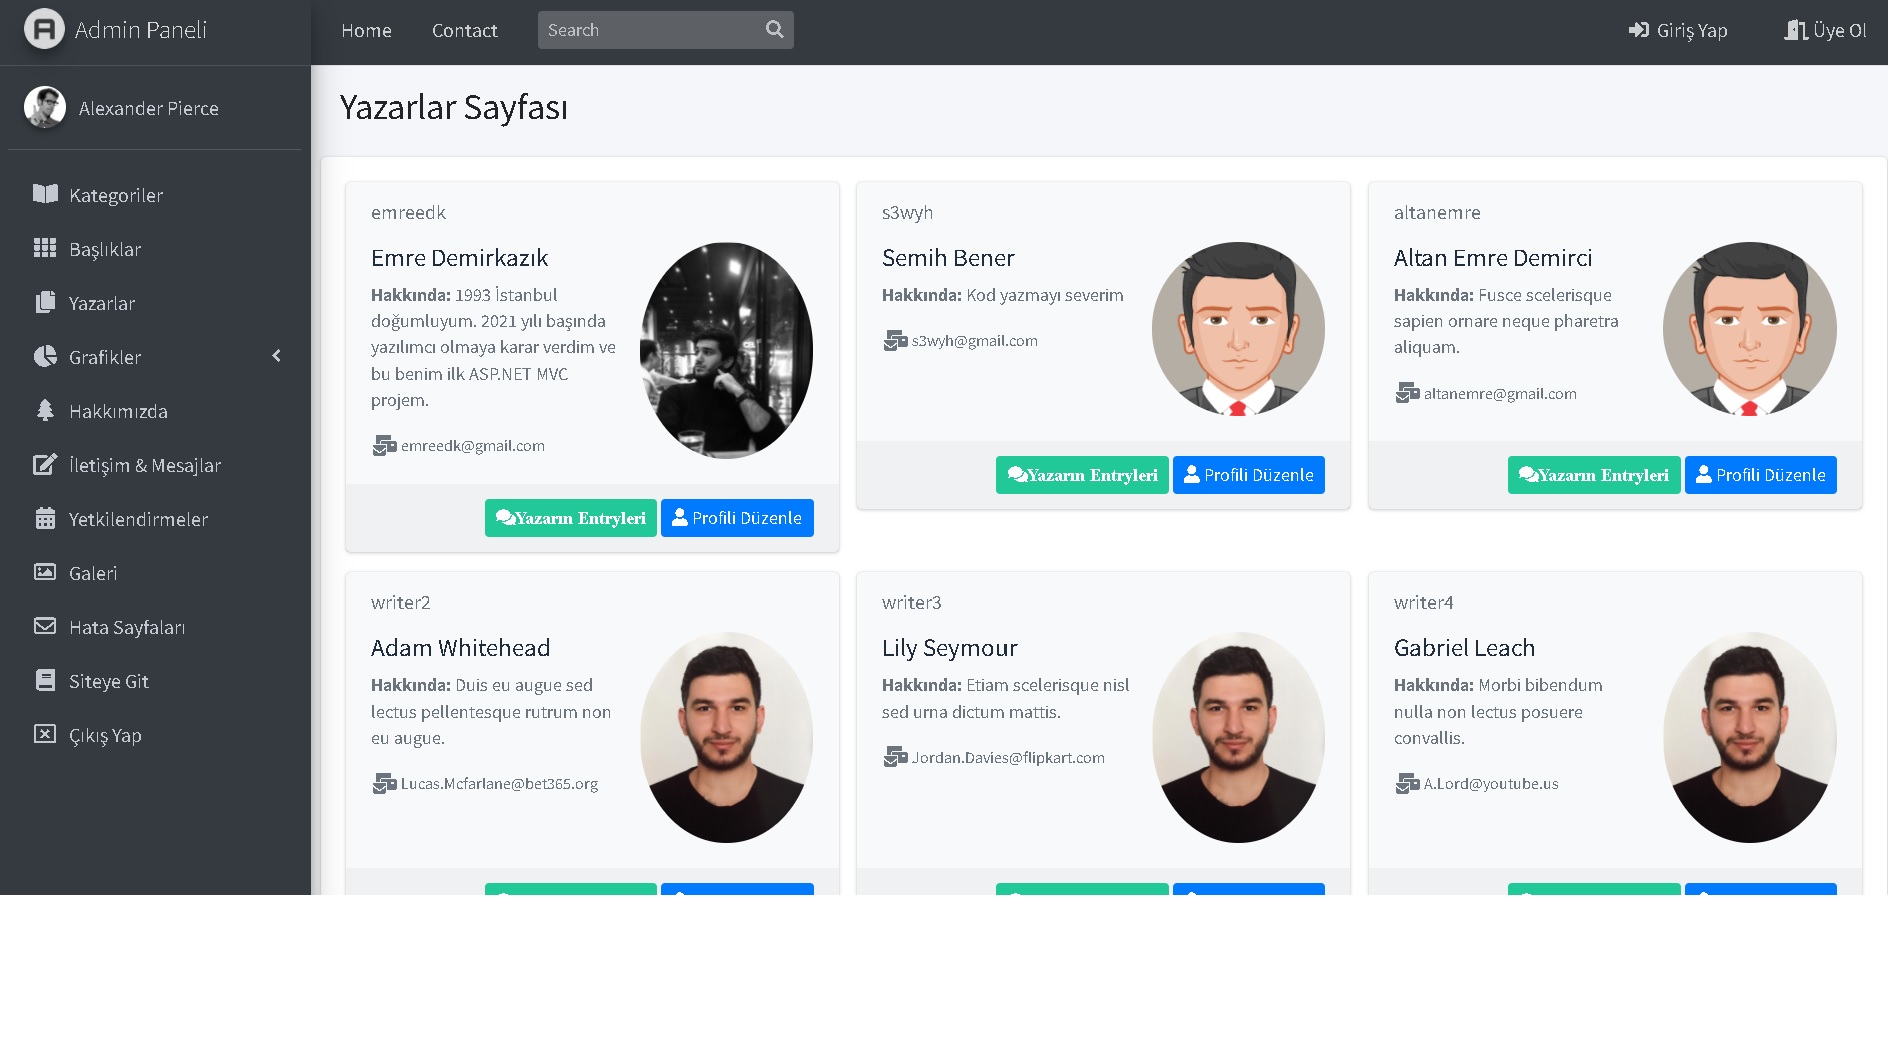 Admin Paneli
Home
Contact
Search
Giriş Yap
Üye Ol
Alexander Pierce
Kategoriler
Başlıklar
Yazarlar
Grafikler
Hakkımızda
İletişim & Mesajlar
Yetkilendirmeler
Galeri
Hata Sayfaları
Siteye Git
Çıkış Yap
Yazarlar Sayfası
emreedk
Emre Demirkazık
Hakkında: 1993 İstanbul
doğumluyum. 2021 yılı başında
yazılımcı olmaya karar verdim ve
bu benim ilk ASP.NET MVC
projem.
emreedk@gmail.com
Yazarın Entryleri
Profili Düzenle
s3wyh
Semih Bener
Hakkında: Kod yazmayı severim
s3wyh@gmail.com
Yazarın Entryleri
Profili Düzenle
altanemre
Altan Emre Demirci
Hakkında: Fusce scelerisque
sapien ornare neque pharetra
aliquam.
altanemre@gmail.com
Yazarın Entryleri
Profili Düzenle
writer2
Adam Whitehead
Hakkında: Duis eu augue sed
lectus pellentesque rutrum non
eu augue.
Lucas.Mcfarlane@bet365.org
writer3
Lily Seymour
Hakkında: Etiam scelerisque nisl
sed urna dictum mattis.
Jordan.Davies@flipkart.com
writer4
Gabriel Leach
Hakkında: Morbi bibendum
nulla non lectus posuere
convallis.
A.Lord@youtube.us